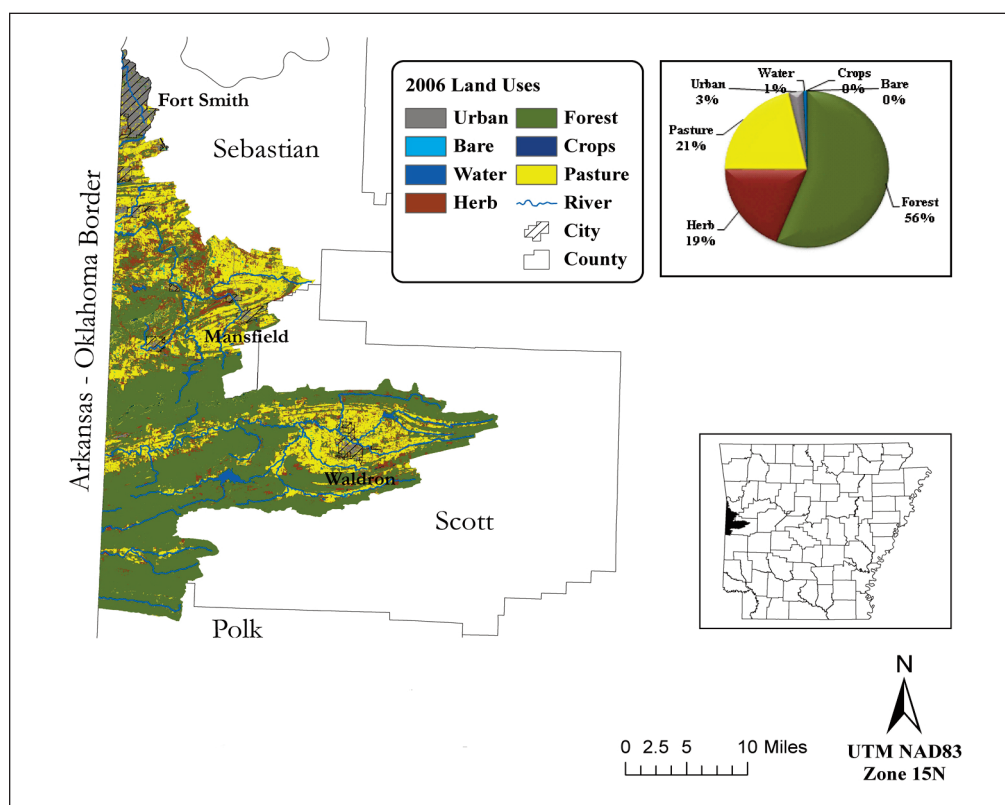 Fort Smith
Sebastian
Arkansas - Oklahoma Border
Mansfield
Waldron
Scott
Polk
2006 Land Uses
Urban
Forest
Bare
Crops
Water
Pasture
Herb
River
City
County
Urban
3%
Water
1%
Crops
0%
Bare
0%
Pasture
21%
Herb
19%
Forest
56%
N
0 2.5 5 10 Miles
UTM NAD83
Zone 15N